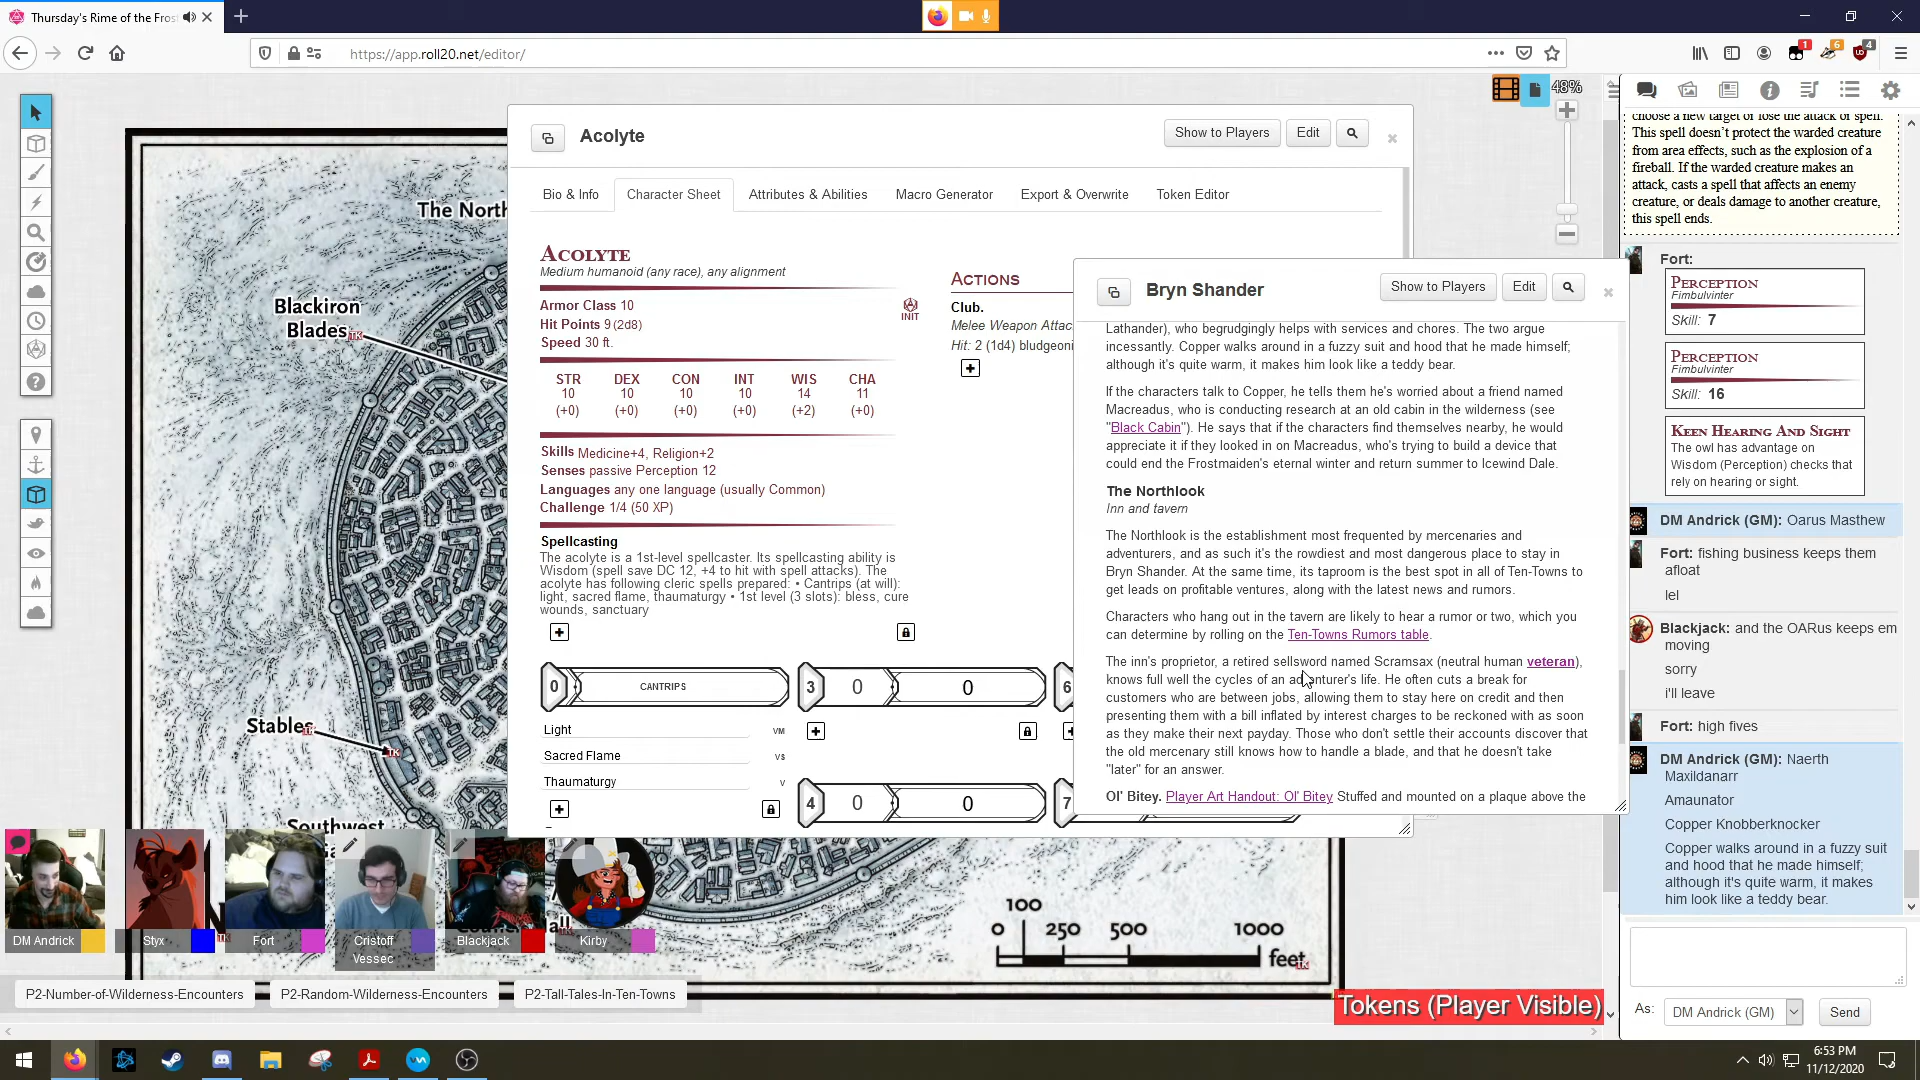 Thursday's Rime of the Fros
https://app.roll20.net/editor/
1
6
4
48%
The North
Blackiron
Blades
Stables
Southwest
100
0 250 500 1000
feet
Acolyte
Show to Players
Edit
Bio & Info
Character Sheet
Attributes & Abilities
Macro Generator
Export & Overwrite
Token Editor
ACOLYTE
Medium humanoid (any race), any alignment
Armor Class 10
Hit Points 9 (2d8)
Speed 30 ft.
INIT
STR DEX CON INT WIS CHA
10 10 10 10 14 11
(+0) (+0) (+0) (+0) (+2) (+0)
Skills Medicine+4, Religion+2
Senses passive Perception 12
Languages any one language (usually Common)
Challenge 1/4 (50 XP)
Spellcasting
The acolyte is a 1st-level spellcaster. Its spellcasting ability is
Wisdom (spell save DC 12, +4 to hit with spell attacks). The
acolyte has following cleric spells prepared: • Cantrips (at will):
light, sacred flame, thaumaturgy • 1st level (3 slots): bless, cure
wounds, sanctuary
0 CANTRIPS
Light VM
Sacred Flame VS
Thaumaturgy V
3 0 0
4 0 0
6
7
ACTIONS
Club.
Melee Weapon Attac
Hit: 2 (1d4) bludgeoni
Bryn Shander
Show to Players
Edit
Lathander), who begrudgingly helps with services and chores. The two argue
incessantly. Copper walks around in a fuzzy suit and hood that he made himself;
although it's quite warm, it makes him look like a teddy bear.
If the characters talk to Copper, he tells them he's worried about a friend named
Macreadus, who is conducting research at an old cabin in the wilderness (see
"Black Cabin"). He says that if the characters find themselves nearby, he would
appreciate it if they looked in on Macreadus, who's trying to build a device that
could end the Frostmaiden's eternal winter and return summer to Icewind Dale.
The Northlook
Inn and tavern
The Northlook is the establishment most frequented by mercenaries and
adventurers, and as such it's the rowdiest and most dangerous place to stay in
Bryn Shander. At the same time, its taproom is the best spot in all of Ten-Towns to
get leads on profitable ventures, along with the latest news and rumors.
Characters who hang out in the tavern are likely to hear a rumor or two, which you
can determine by rolling on the Ten-Towns Rumors table.
The inn's proprietor, a retired sellsword named Scramsax (neutral human veteran),
knows full well the cycles of an adventurer's life. He often cuts a break for
customers who are between jobs, allowing them to stay here on credit and then
presenting them with a bill inflated by interest charges to be reckoned with as soon
as they make their next payday. Those who don't settle their accounts discover that
the old mercenary still knows how to handle a blade, and that he doesn't take
"later" for an answer.
Ol' Bitey. Player Art Handout: Ol' Bitey Stuffed and mounted on a plaque above the
choose a new target or lose the attack or spell.
This spell doesn't protect the warded creature
from area effects, such as the explosion of a
fireball. If the warded creature makes an
attack, casts a spell that affects an enemy
creature, or deals damage to another creature,
this spell ends.
Fort:
PERCEPTION
Fimbulvinter
Skill: 7
PERCEPTION
Fimbulvinter
Skill: 16
KEEN HEARING AND SIGHT
The owl has advantage on
Wisdom (Perception) checks that
rely on hearing or sight.
DM Andrick (GM): Oarus Masthew
Fort: fishing business keeps them
afloat
lel
Blackjack: and the OARus keeps em
moving
sorry
i'll leave
Fort: high fives
DM Andrick (GM): Naerth
Maxildanarr
Amaunator
Copper Knobberknocker
Copper walks around in a fuzzy suit
and hood that he made himself;
although it's quite warm, it makes
him look like a teddy bear.
As: DM Andrick (GM)
Send
DM Andrick
Styx
Fort
Cristoff
Vessec
Blackjack
Kirby
P2-Number-of-Wilderness-Encounters
P2-Random-Wilderness-Encounters
P2-Tall-Tales-In-Ten-Towns
Tokens (Player Visible)
6:53 PM
11/12/2020